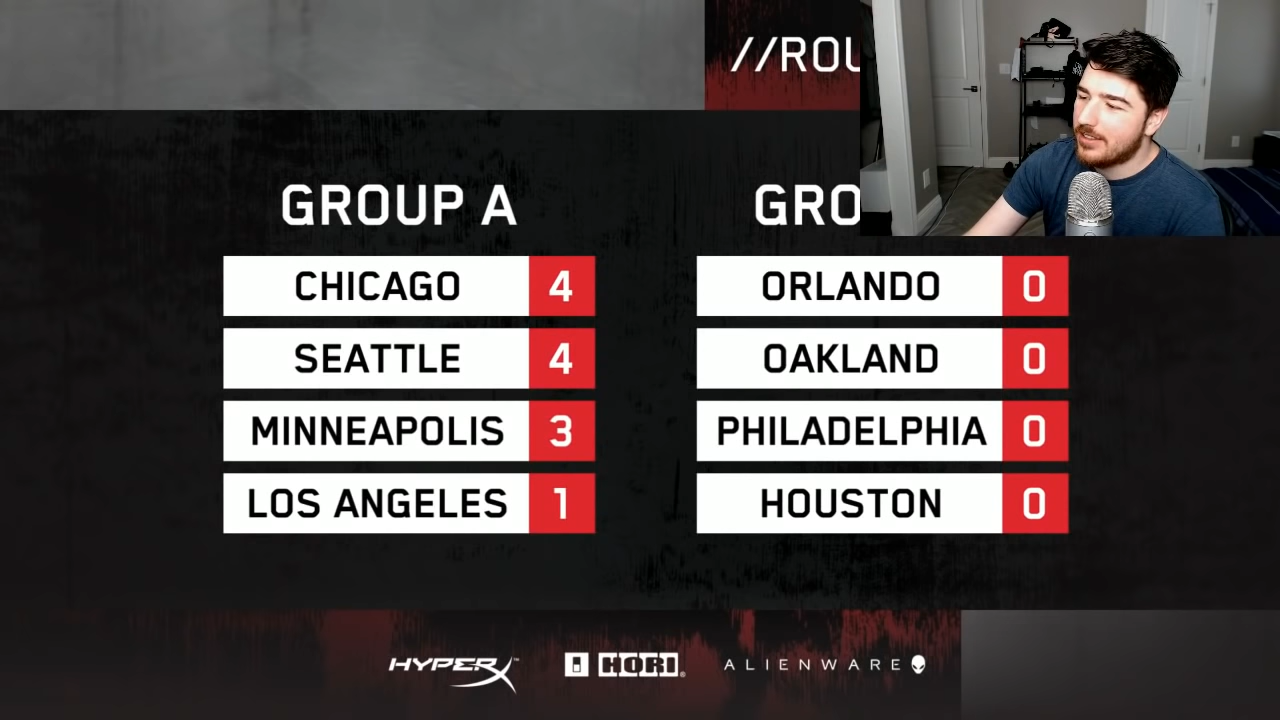 //ROU
GROUP A
CHICAGO 4
SEATTLE 4
MINNEAPOLIS 3
LOS ANGELES 1
GRO
ORLANDO 0
OAKLAND 0
PHILADELPHIA 0
HOUSTON 0
HYPERX™ HORI® ALIENWARE